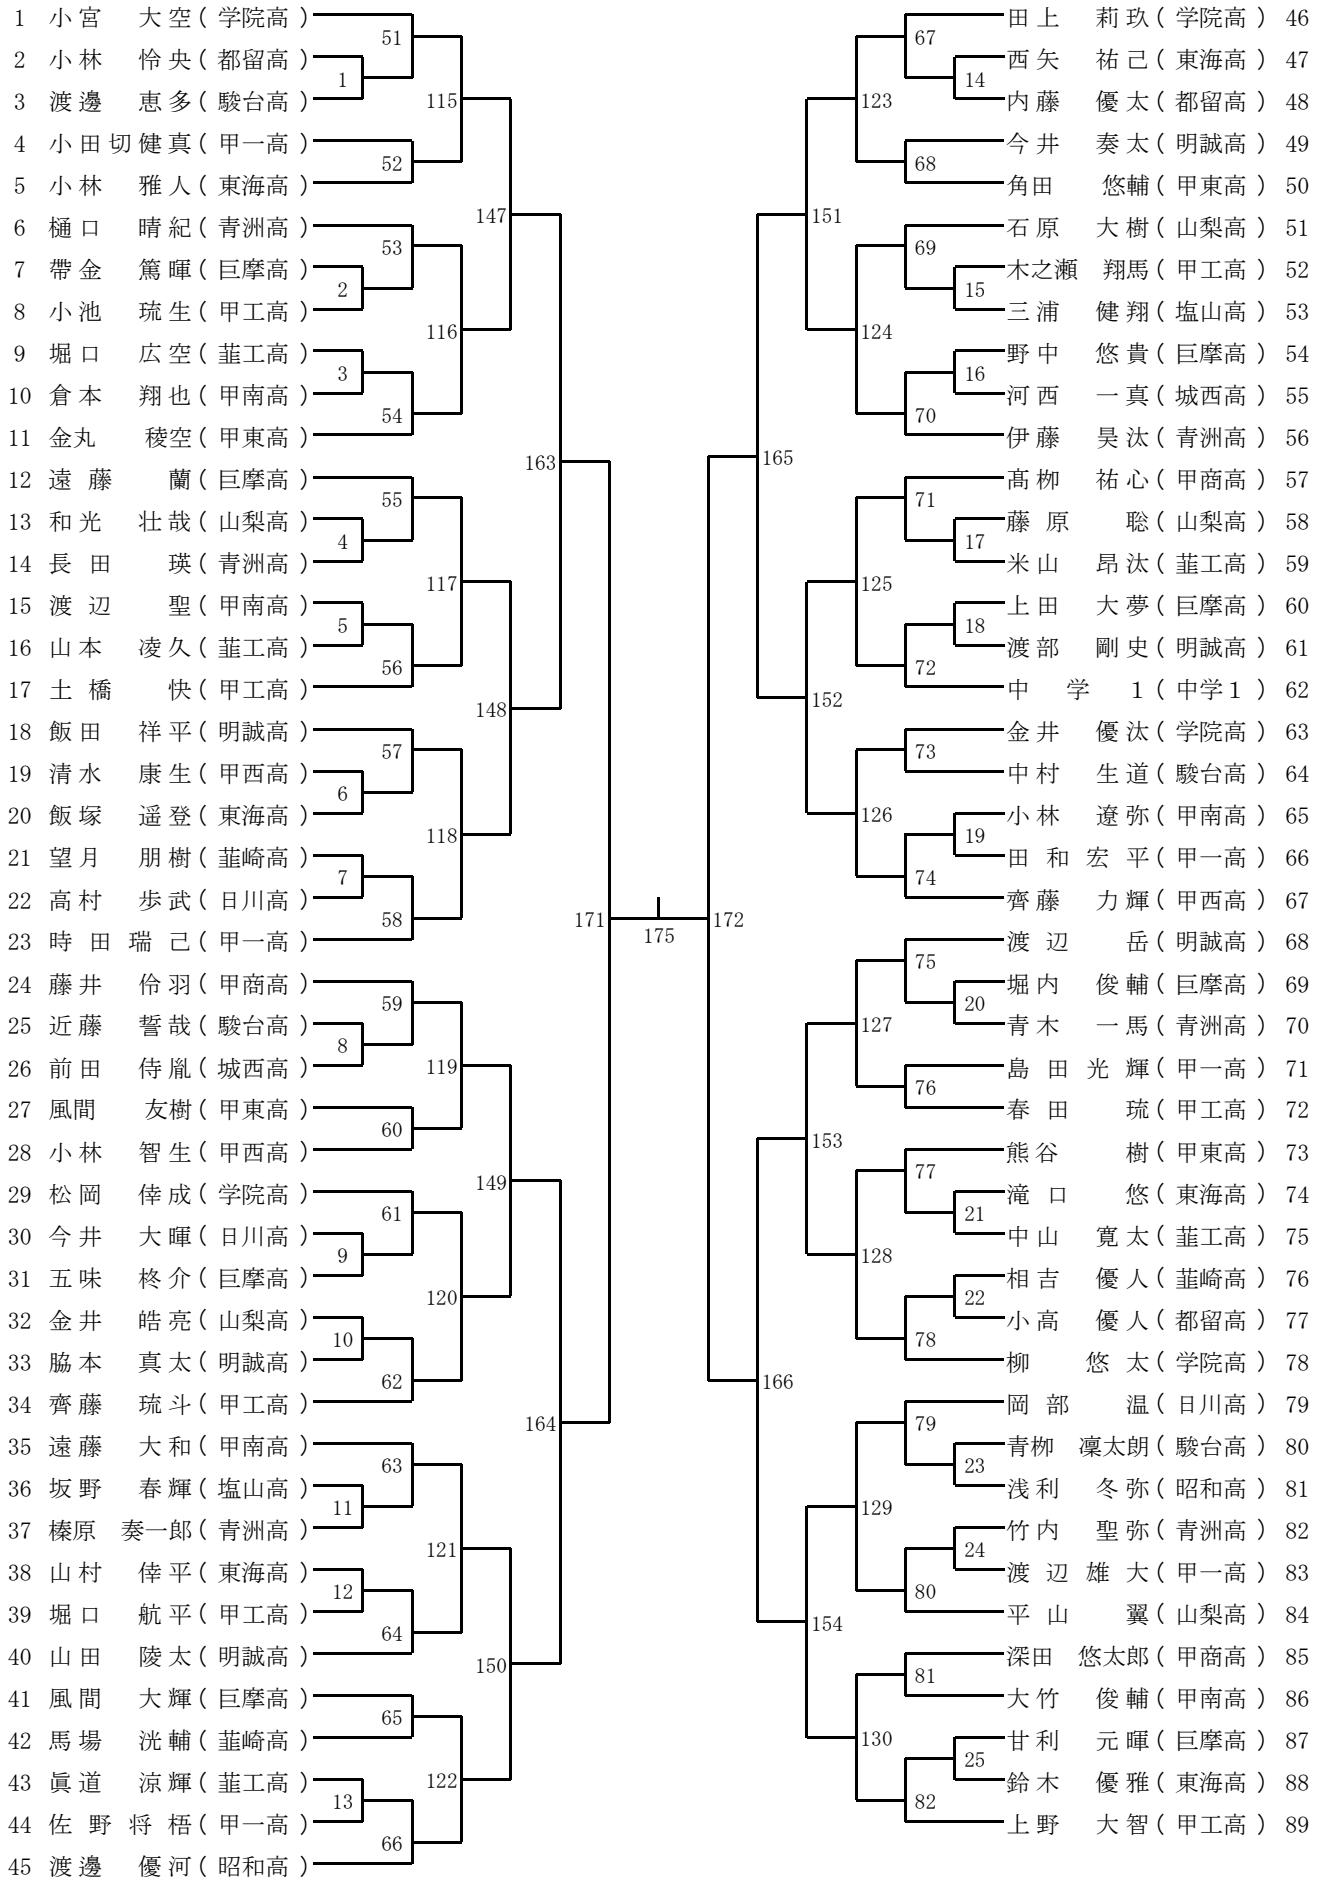 1 小宮 大空 ( 学院高 )
51
2 小林 怜央 ( 都留高 )
1
3 渡邊 恵多 ( 駿台高 )
115
4 小田切健真 ( 甲一高 )
52
5 小林 雅人 ( 東海高 )
147
6 樋口 晴紀 ( 青洲高 )
53
7 帶金 篤暉 ( 巨摩高 )
2
8 小池 琉生 ( 甲工高 )
116
9 堀口 広空 ( 韮工高 )
3
10 倉本 翔也 ( 甲南高 )
54
11 金丸 稜空 ( 甲東高 )
163
12 遠藤 蘭 ( 巨摩高 )
55
13 和光 壮哉 ( 山梨高 )
4
14 長田 瑛 ( 青洲高 )
117
15 渡辺 聖 ( 甲南高 )
5
16 山本 凌久 ( 韮工高 )
56
17 土橋 快 ( 甲工高 )
148
18 飯田 祥平 ( 明誠高 )
57
19 清水 康生 ( 甲西高 )
6
20 飯塚 遥登 ( 東海高 )
118
21 望月 朋樹 ( 韮崎高 )
7
22 高村 歩武 ( 日川高 )
58
23 時田瑞己 ( 甲一高 )
171
24 藤井 伶羽 ( 甲商高 )
59
25 近藤 誓哉 ( 駿台高 )
8
26 前田 侍胤 ( 城西高 )
119
27 風間 友樹 ( 甲東高 )
60
28 小林 智生 ( 甲西高 )
149
29 松岡 倖成 ( 学院高 )
61
30 今井 大暉 ( 日川高 )
9
31 五味 柊介 ( 巨摩高 )
120
32 金井 皓亮 ( 山梨高 )
10
33 脇本 真太 ( 明誠高 )
62
34 齊藤 琉斗 ( 甲工高 )
164
35 遠藤 大和 ( 甲南高 )
63
36 坂野 春輝 ( 塩山高 )
11
37 榛原 奏一郎 ( 青洲高 )
121
38 山村 倖平 ( 東海高 )
12
39 堀口 航平 ( 甲工高 )
64
40 山田 陵太 ( 明誠高 )
150
41 風間 大輝 ( 巨摩高 )
65
42 馬場 洸輔 ( 韮崎高 )
122
43 眞道 涼輝 ( 韮工高 )
13
44 佐野将梧 ( 甲一高 )
66
45 渡邊 優河 ( 昭和高 )
175
田上 莉玖 ( 学院高 ) 46
67
西矢 祐己 ( 東海高 ) 47
14
内藤 優太 ( 都留高 ) 48
123
今井 奏太 ( 明誠高 ) 49
68
角田 悠輔 ( 甲東高 ) 50
151
石原 大樹 ( 山梨高 ) 51
69
木之瀬 翔馬 ( 甲工高 ) 52
15
三浦 健翔 ( 塩山高 ) 53
124
野中 悠貴 ( 巨摩高 ) 54
16
河西 一真 ( 城西高 ) 55
70
伊藤 昊汰 ( 青洲高 ) 56
165
髙栁 祐心 ( 甲商高 ) 57
71
藤原 聡 ( 山梨高 ) 58
17
米山 昂汰 ( 韮工高 ) 59
125
上田 大夢 ( 巨摩高 ) 60
18
渡部 剛史 ( 明誠高 ) 61
72
中 学 1 ( 中学1 ) 62
152
金井 優汰 ( 学院高 ) 63
73
中村 生道 ( 駿台高 ) 64
126
小林 遼弥 ( 甲南高 ) 65
19
田和宏平 ( 甲一高 ) 66
74
齊藤 力輝 ( 甲西高 ) 67
172
渡辺 岳 ( 明誠高 ) 68
75
堀内 俊輔 ( 巨摩高 ) 69
20
青木 一馬 ( 青洲高 ) 70
127
島田光輝 ( 甲一高 ) 71
76
春田 琉 ( 甲工高 ) 72
153
熊谷 樹 ( 甲東高 ) 73
77
滝口 悠 ( 東海高 ) 74
21
中山 寛太 ( 韮工高 ) 75
128
相吉 優人 ( 韮崎高 ) 76
22
小高 優人 ( 都留高 ) 77
78
柳 悠太 ( 学院高 ) 78
166
岡部 温 ( 日川高 ) 79
79
青栁 凜太朗 ( 駿台高 ) 80
23
浅利 冬弥 ( 昭和高 ) 81
129
竹内 聖弥 ( 青洲高 ) 82
24
渡辺雄大 ( 甲一高 ) 83
80
平山 翼 ( 山梨高 ) 84
154
深田 悠太郎 ( 甲商高 ) 85
81
大竹 俊輔 ( 甲南高 ) 86
130
甘利 元暉 ( 巨摩高 ) 87
25
鈴木 優雅 ( 東海高 ) 88
82
上野 大智 ( 甲工高 ) 89